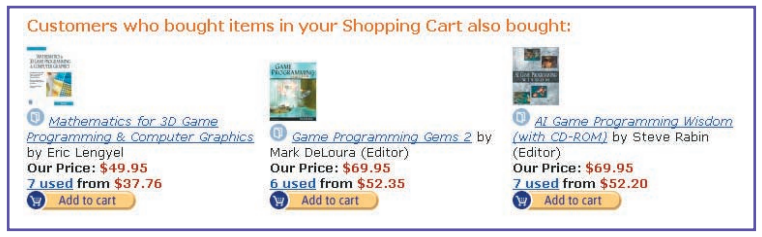 Customers who bought items in your Shopping Cart also bought:
MATHEMATICS for
3D GAME PROGRAMMING
& COMPUTER GRAPHICS
Mathematics for 3D Game
Programming & Computer Graphics
by Eric Lengyel
Our Price: $49.95
7 used from $37.76
Add to cart
GAME
PROGRAMMING
Game Programming Gems 2 by
Mark DeLoura (Editor)
Our Price: $69.95
6 used from $52.35
Add to cart
AI Game Programming
WISDOM
AI Game Programming Wisdom
(with CD-ROM) by Steve Rabin
(Editor)
Our Price: $69.95
7 used from $52.20
Add to cart